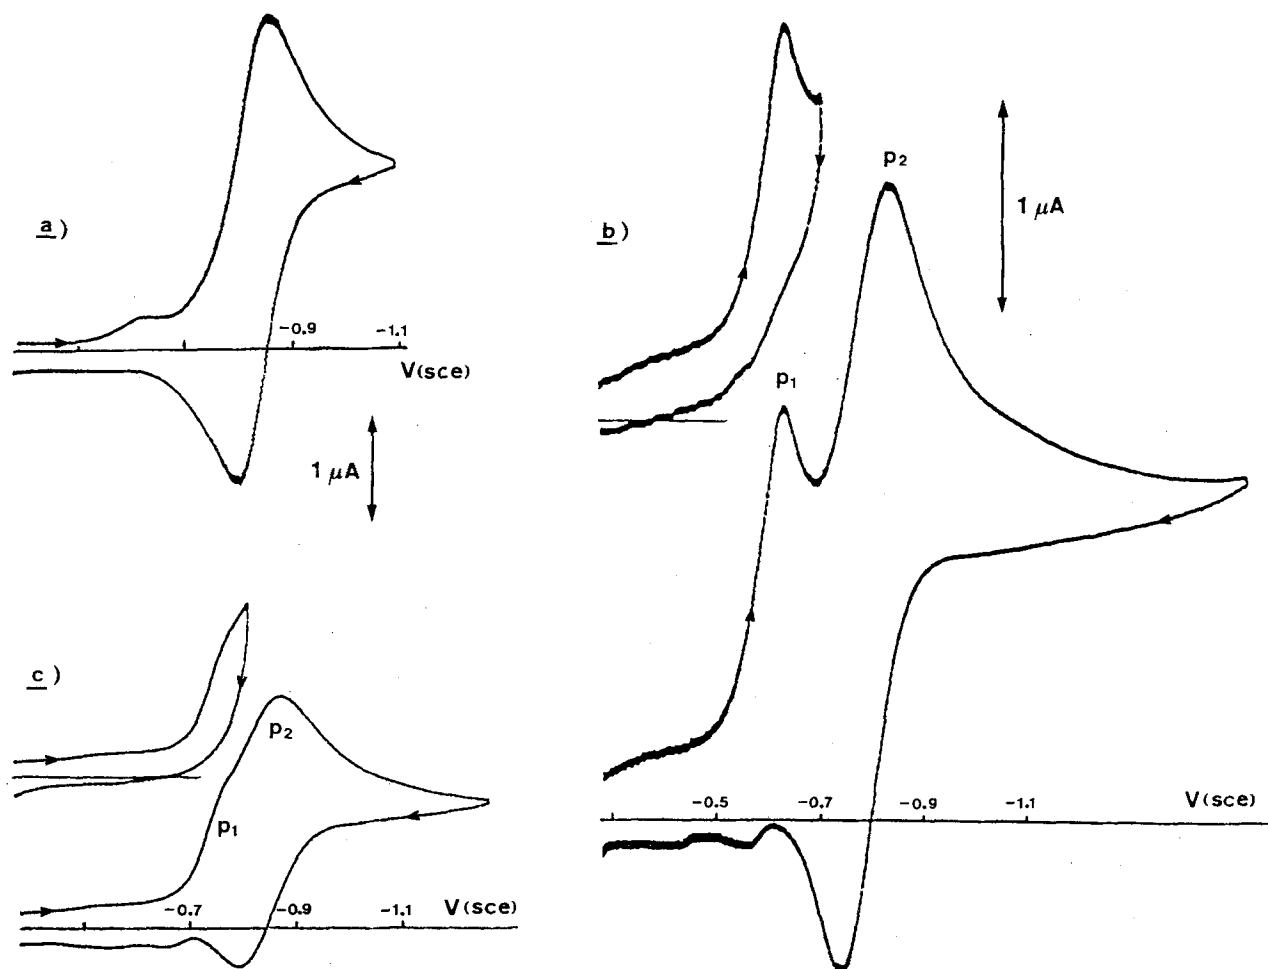 a)
-0.9 -1.1
V(sce)
1 µA
b)
p1
p2
1 µA
-0.5 -0.7 -0.9 -1.1 V(sce)
c)
p2
p1
-0.7 -0.9 -1.1 V(sce)